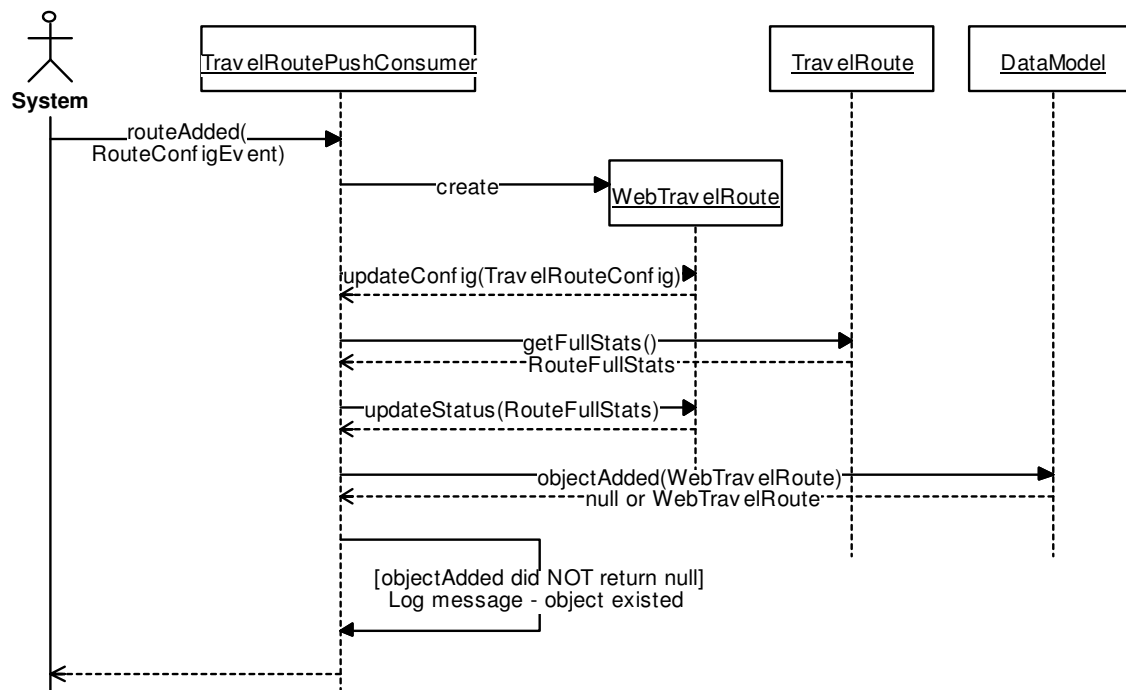 TravelRoutePushConsumer
TravelRoute
DataModel
System
routeAdded(
RouteConfigEvent)
create
WebTravelRoute
updateConfig(TravelRouteConfig)
getFullStats()
RouteFullStats
updateStatus(RouteFullStats)
objectAdded(WebTravelRoute)
null or WebTravelRoute
[objectAdded did NOT return null]
Log message - object existed